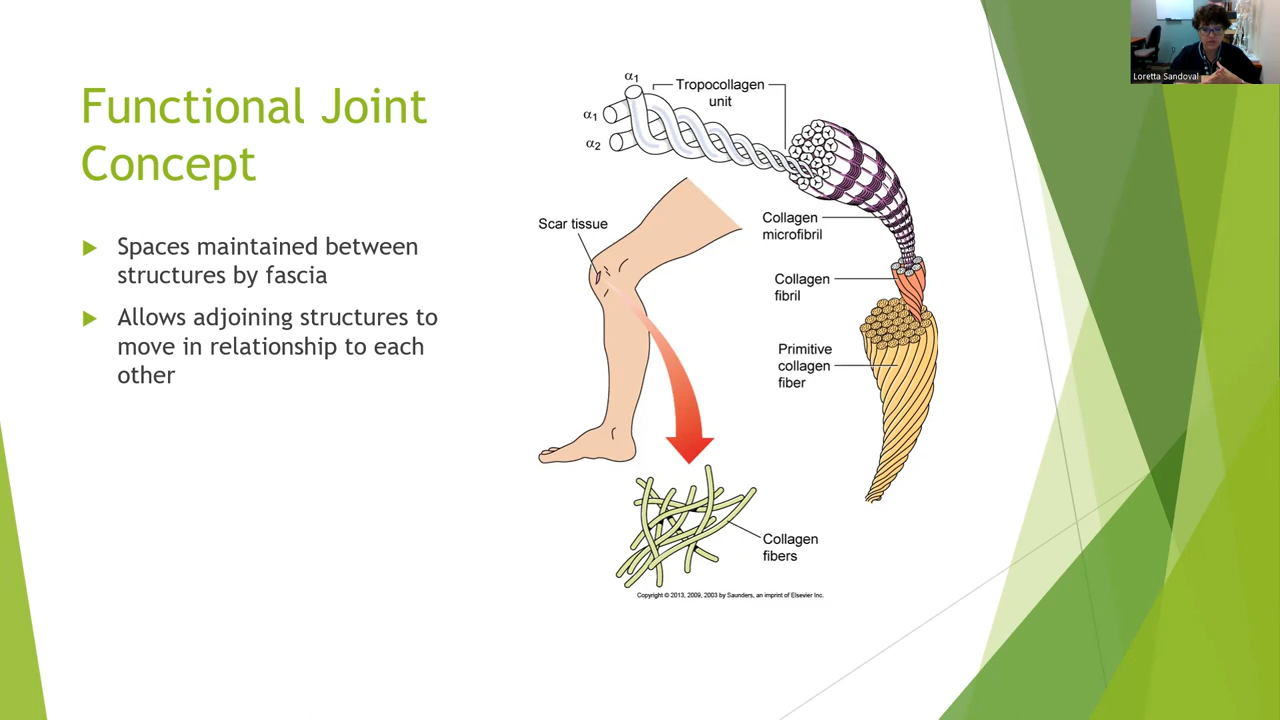 Functional Joint
Concept
Spaces maintained between
structures by fascia
Allows adjoining structures to
move in relationship to each
other
α1
α1
α2
Tropocollagen
unit
Scar tissue
Collagen
microfibril
Collagen
fibril
Primitive
collagen
fiber
Collagen
fibers
Copyright © 2013, 2009, 2003 by Saunders, an imprint of Elsevier Inc.
Loretta Sandoval